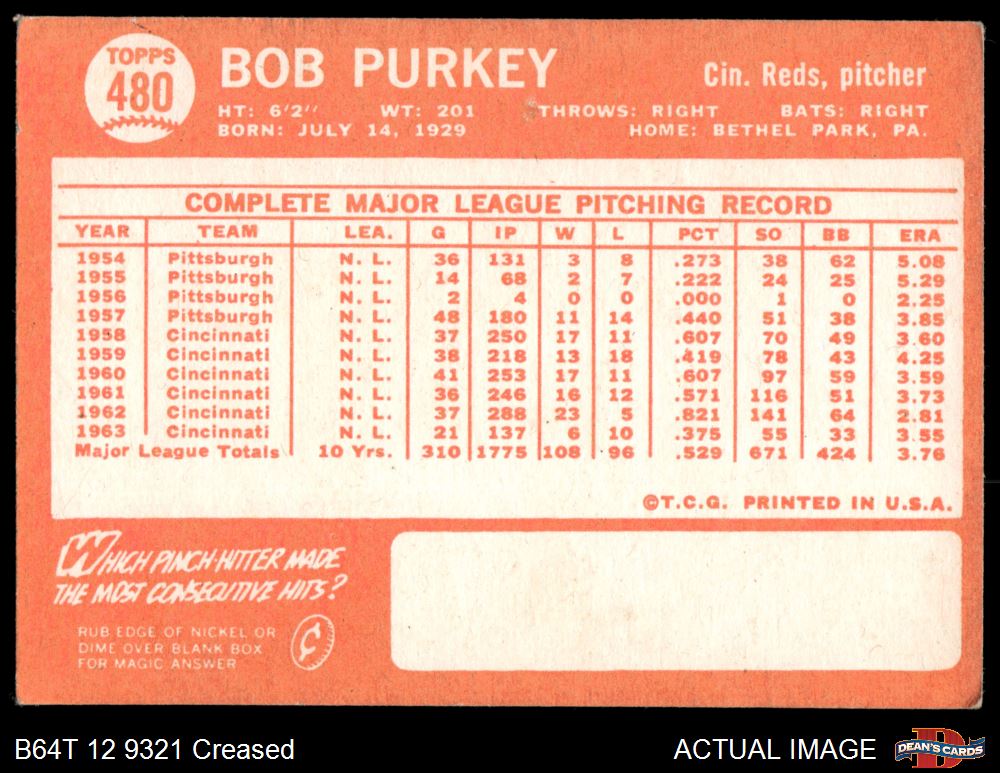 TOPPS
480
BOB PURKEY
Cin. Reds, pitcher
HT: 6'2'' WT: 201 THROWS: RIGHT BATS: RIGHT
BORN: JULY 14, 1929 HOME: BETHEL PARK, PA.
COMPLETE MAJOR LEAGUE PITCHING RECORD
YEAR TEAM LEA. G IP W L PCT SO BB ERA
1954 Pittsburgh N. L. 36 131 3 8 .273 38 62 5.08
1955 Pittsburgh N. L. 14 68 2 7 .222 24 25 5.29
1956 Pittsburgh N. L. 2 4 0 0 .000 1 0 2.25
1957 Pittsburgh N. L. 48 180 11 14 .440 51 38 3.85
1958 Cincinnati N. L. 37 250 17 11 .607 70 49 3.60
1959 Cincinnati N. L. 38 218 13 18 .419 78 43 4.25
1960 Cincinnati N. L. 41 253 17 11 .607 97 59 3.59
1961 Cincinnati N. L. 36 246 16 12 .571 116 51 3.73
1962 Cincinnati N. L. 37 288 23 5 .821 141 64 2.81
1963 Cincinnati N. L. 21 137 6 10 .375 55 33 3.55
Major League Totals 10 Yrs. 310 1775 108 96 .529 671 424 3.76
©T.C.G. PRINTED IN U.S.A.
WHICH PINCH-HITTER MADE
THE MOST CONSECUTIVE HITS?
RUB EDGE OF NICKEL OR
DIME OVER BLANK BOX
FOR MAGIC ANSWER
¢
B64T 12 9321 Creased
ACTUAL IMAGE
D
DEAN'S CARDS